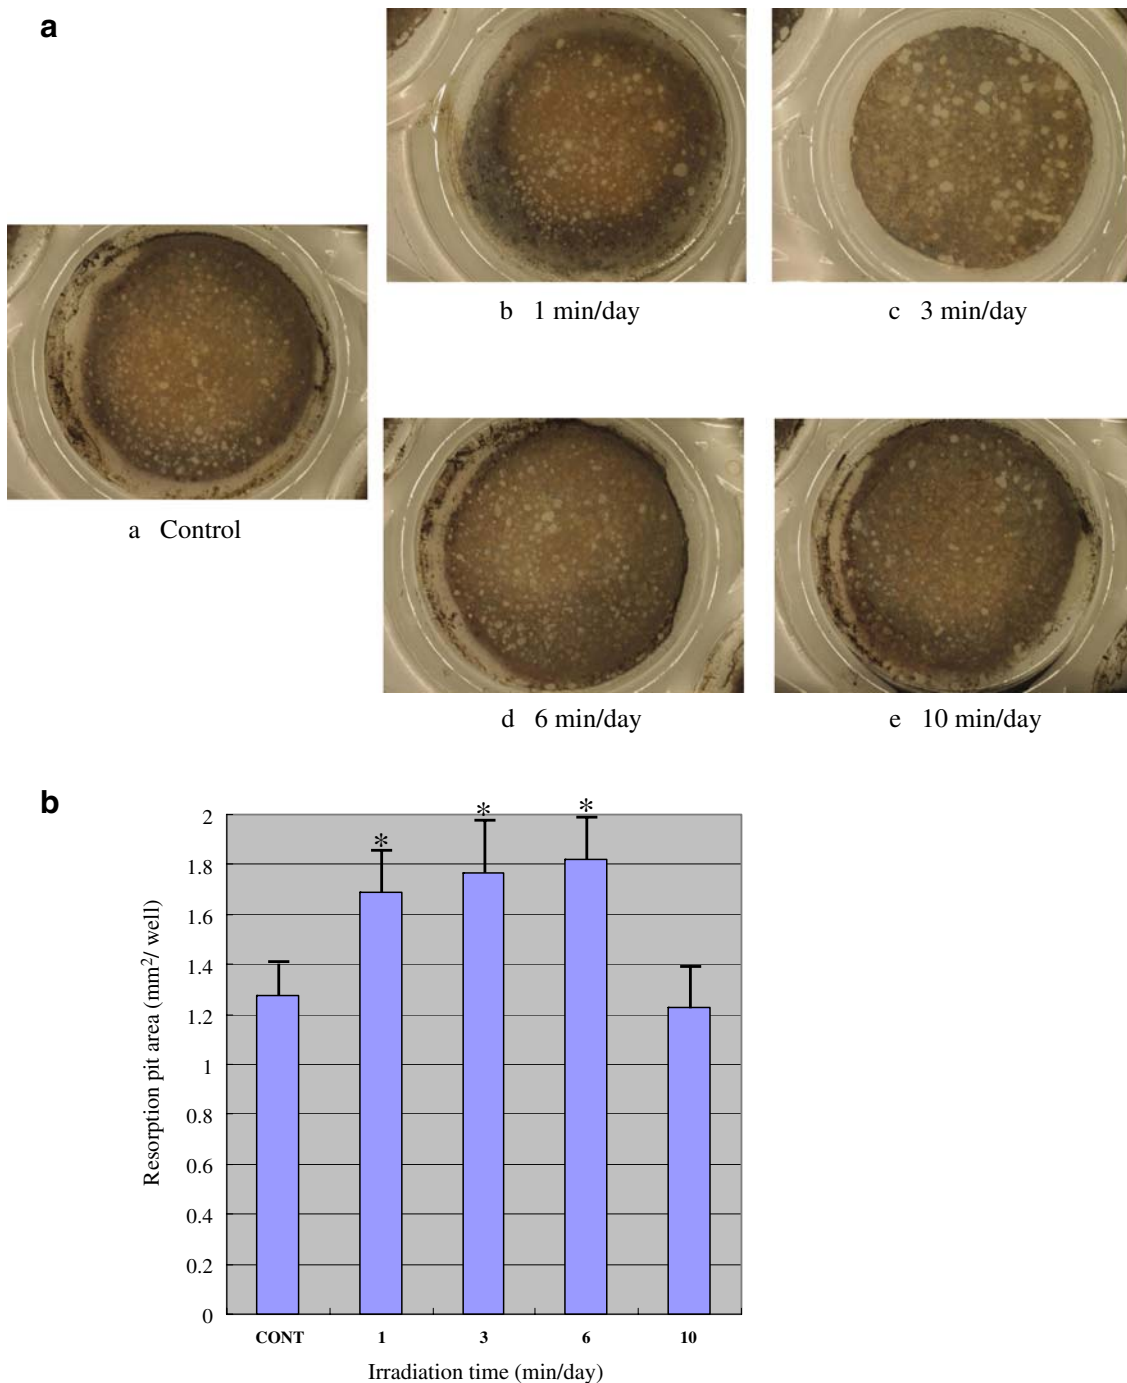 a
b 1 min/day
c 3 min/day
a Control
d 6 min/day
e 10 min/day
b
Resorption pit area (mm²/ well)
2
1.8
1.6
1.4
1.2
1
0.8
0.6
0.4
0.2
0
* * *
CONT 1 3 6 10
Irradiation time (min/day)